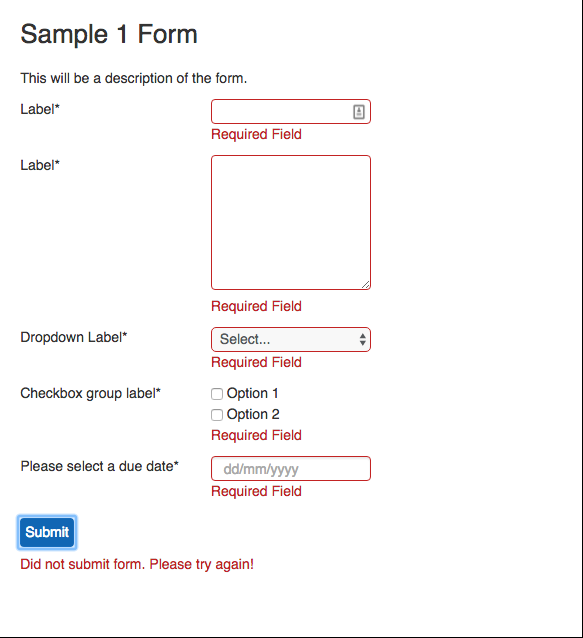 Sample 1 Form
This will be a description of the form.
Label*
Required Field
Label*
Required Field
Dropdown Label* Select...
Required Field
Checkbox group label* Option 1
Option 2
Required Field
Please select a due date* dd/mm/yyyy
Required Field
Submit
Did not submit form. Please try again!